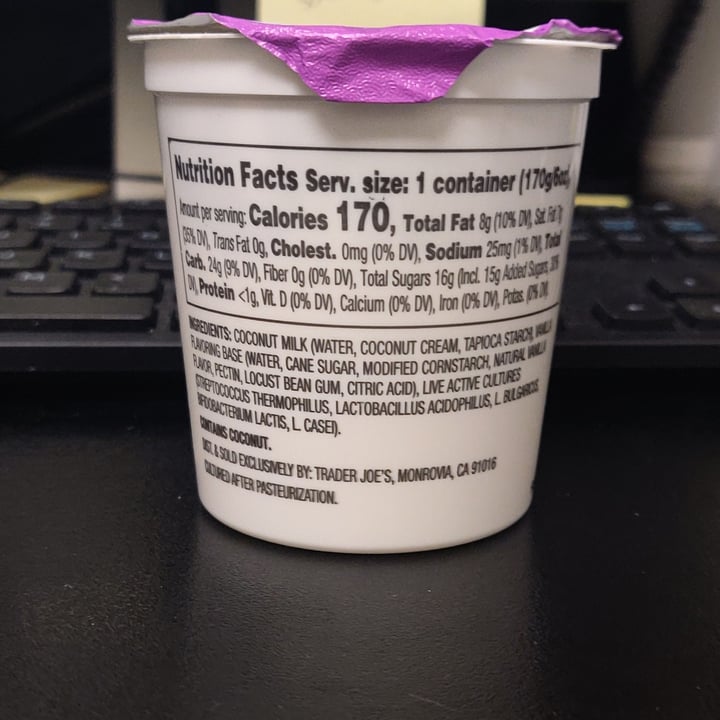 Nutrition Facts Serv. size: 1 container (170g/6oz),
Amount per serving: Calories 170, Total Fat 8g (10% DV), Sat. Fat 7g
(35% DV), Trans Fat 0g, Cholest. 0mg (0% DV), Sodium 25mg (1% DV), Total
Carb. 24g (9% DV), Fiber 0g (0% DV), Total Sugars 16g (Incl. 15g Added Sugars, 30%
DV), Protein <1g, Vit. D (0% DV), Calcium (0% DV), Iron (0% DV), Potas. (0% DV).
INGREDIENTS: COCONUT MILK (WATER, COCONUT CREAM, TAPIOCA STARCH), VANILLA
FLAVORING BASE (WATER, CANE SUGAR, MODIFIED CORNSTARCH, NATURAL VANILLA
FLAVOR, PECTIN, LOCUST BEAN GUM, CITRIC ACID), LIVE ACTIVE CULTURES
(STREPTOCOCCUS THERMOPHILUS, LACTOBACILLUS ACIDOPHILUS, L. BULGARICUS,
BIFIDOBACTERIUM LACTIS, L. CASEI).
CONTAINS COCONUT.
DIST. & SOLD EXCLUSIVELY BY: TRADER JOE'S, MONROVIA, CA 91016
CULTURED AFTER PASTEURIZATION.